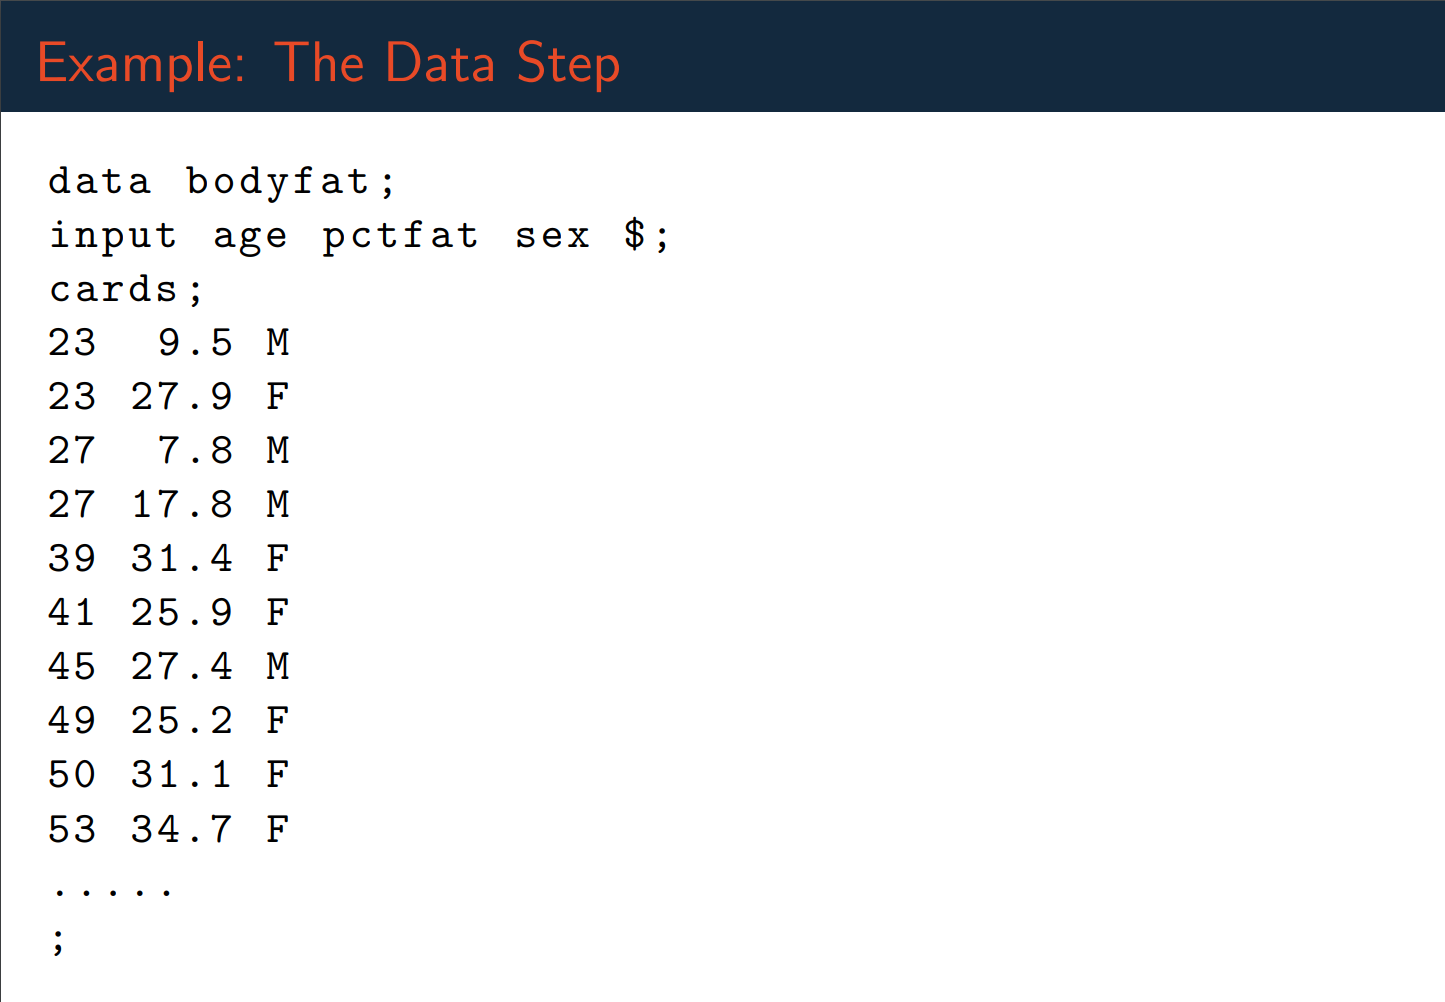 Example: The Data Step
data bodyfat;
input age pctfat sex $;
cards;
23  9.5 M
23 27.9 F
27  7.8 M
27 17.8 M
39 31.4 F
41 25.9 F
45 27.4 M
49 25.2 F
50 31.1 F
53 34.7 F
.....
;